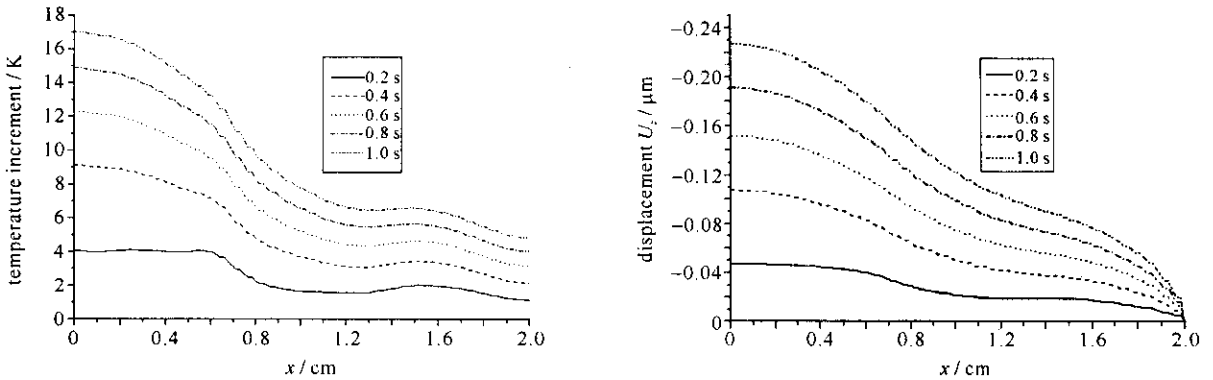 temperature increment / K
18
16
14
12
10
8
6
4
2
0
0.2 s
0.4 s
0.6 s
0.8 s
1.0 s
0 0.4 0.8 1.2 1.6 2.0
x / cm
displacement U_z / μm
-0.24
-0.20
-0.16
-0.12
-0.08
-0.04
0
0.2 s
0.4 s
0.6 s
0.8 s
1.0 s
0 0.4 0.8 1.2 1.6 2.0
x / cm